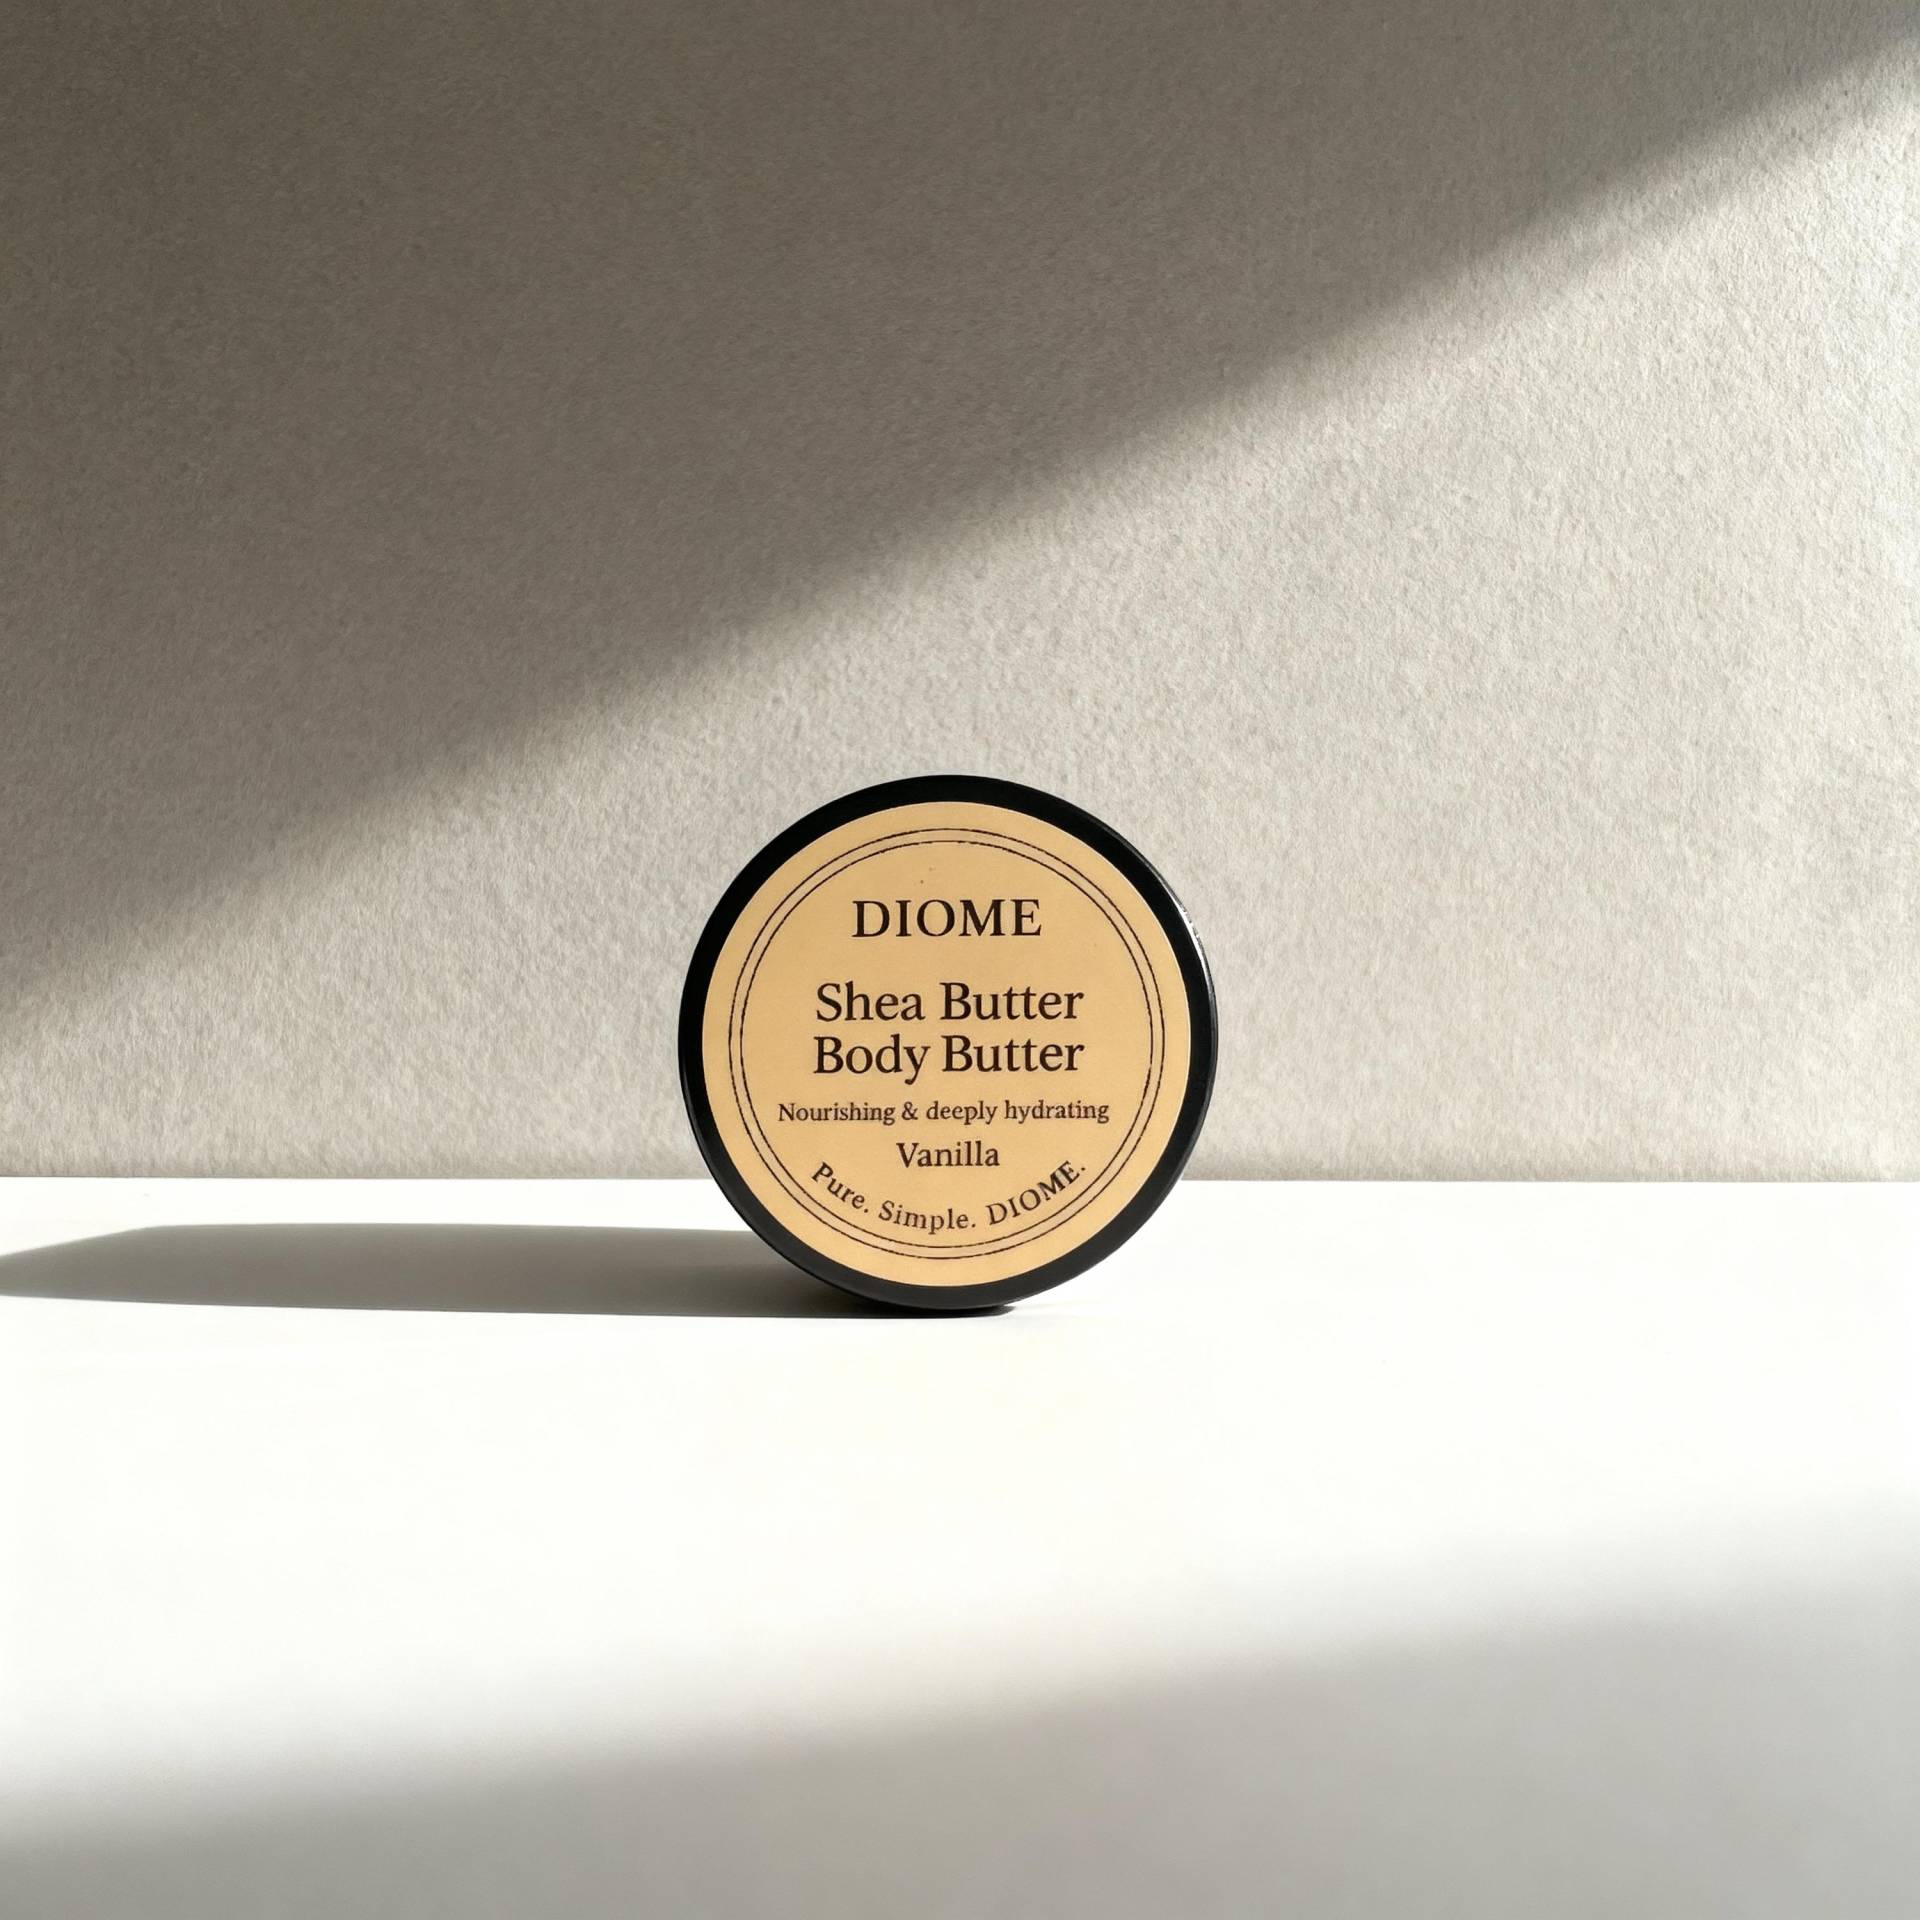 DIOME
Shea Butter
Body Butter
Nourishing & deeply hydrating
Vanilla
Pure. Simple. DIOME.